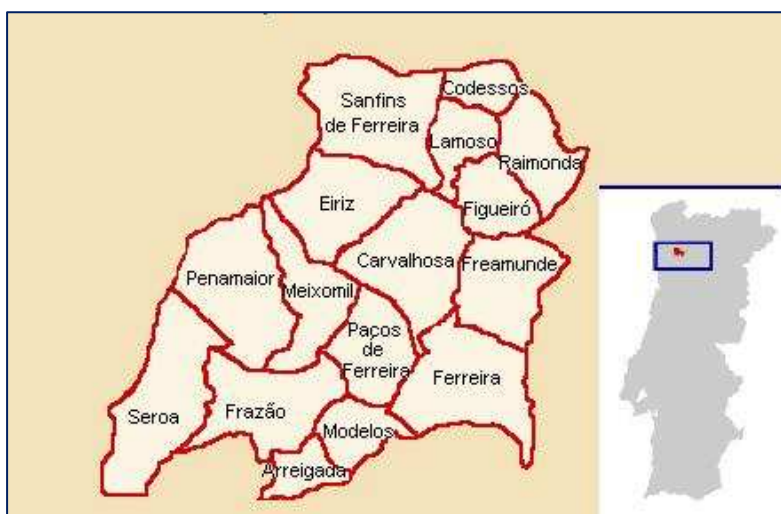 Codessos
Sanfins
de Ferreira
Lamoso
Raimonda
Eiriz
Figueiró
Carvalhosa
Freamunde
Penamaior
Meixomil
Paços
de
Ferreira
Ferreira
Seroa
Frazão
Modelos
Arreigada